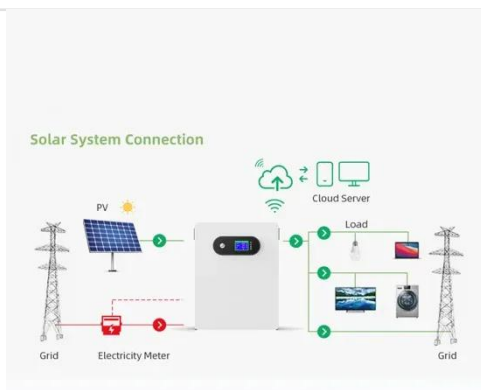 Solar System Connection
Cloud Server
PV
Load
Grid
Electricity Meter
Grid